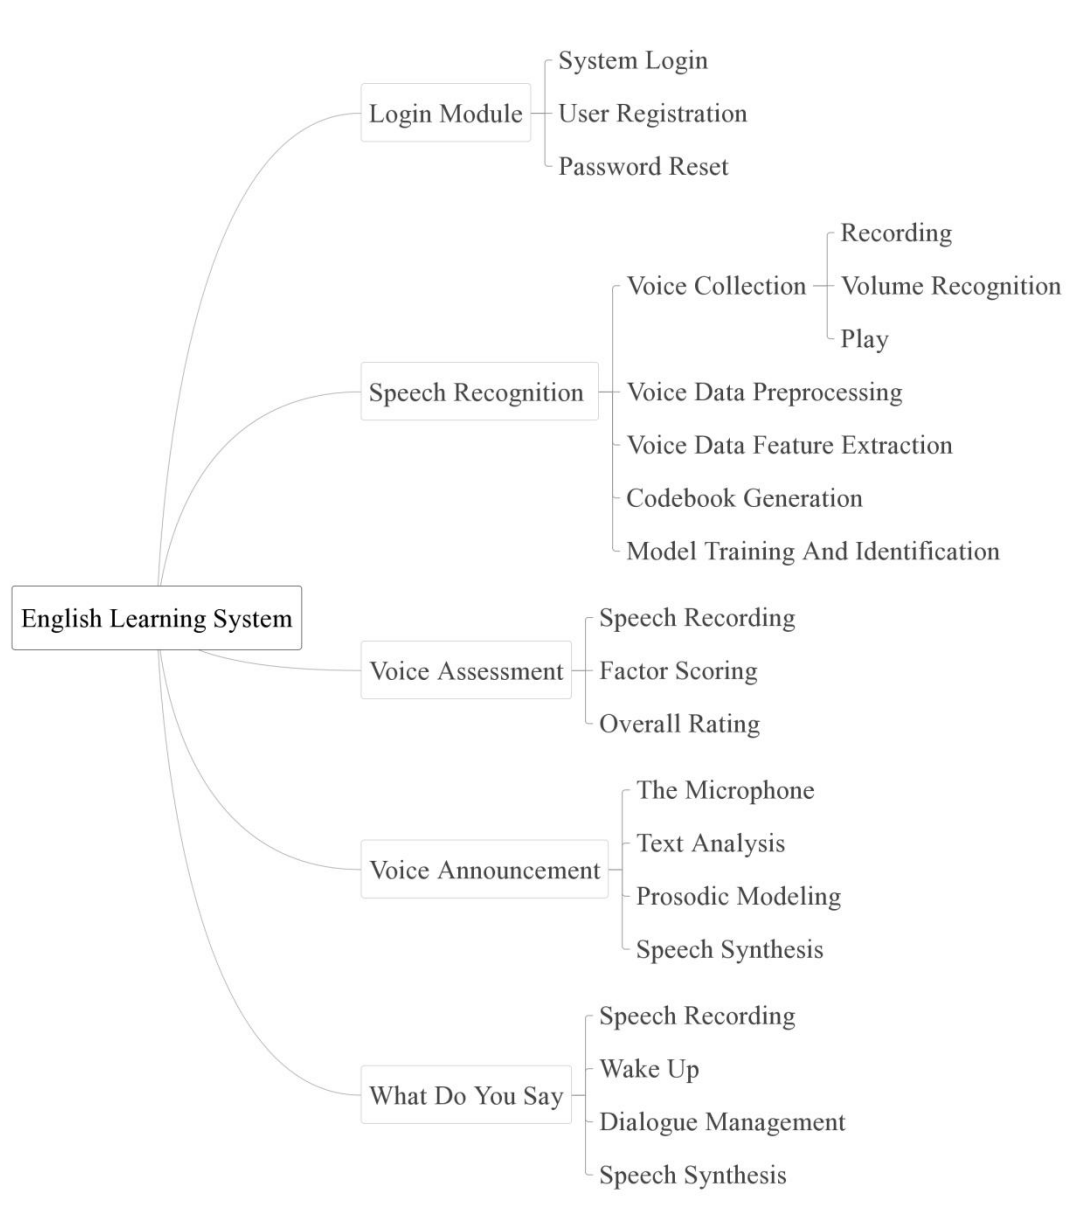 English Learning System
Login Module
System Login
User Registration
Password Reset
Speech Recognition
Voice Collection
Recording
Volume Recognition
Play
Voice Data Preprocessing
Voice Data Feature Extraction
Codebook Generation
Model Training And Identification
Voice Assessment
Speech Recording
Factor Scoring
Overall Rating
Voice Announcement
The Microphone
Text Analysis
Prosodic Modeling
Speech Synthesis
What Do You Say
Speech Recording
Wake Up
Dialogue Management
Speech Synthesis